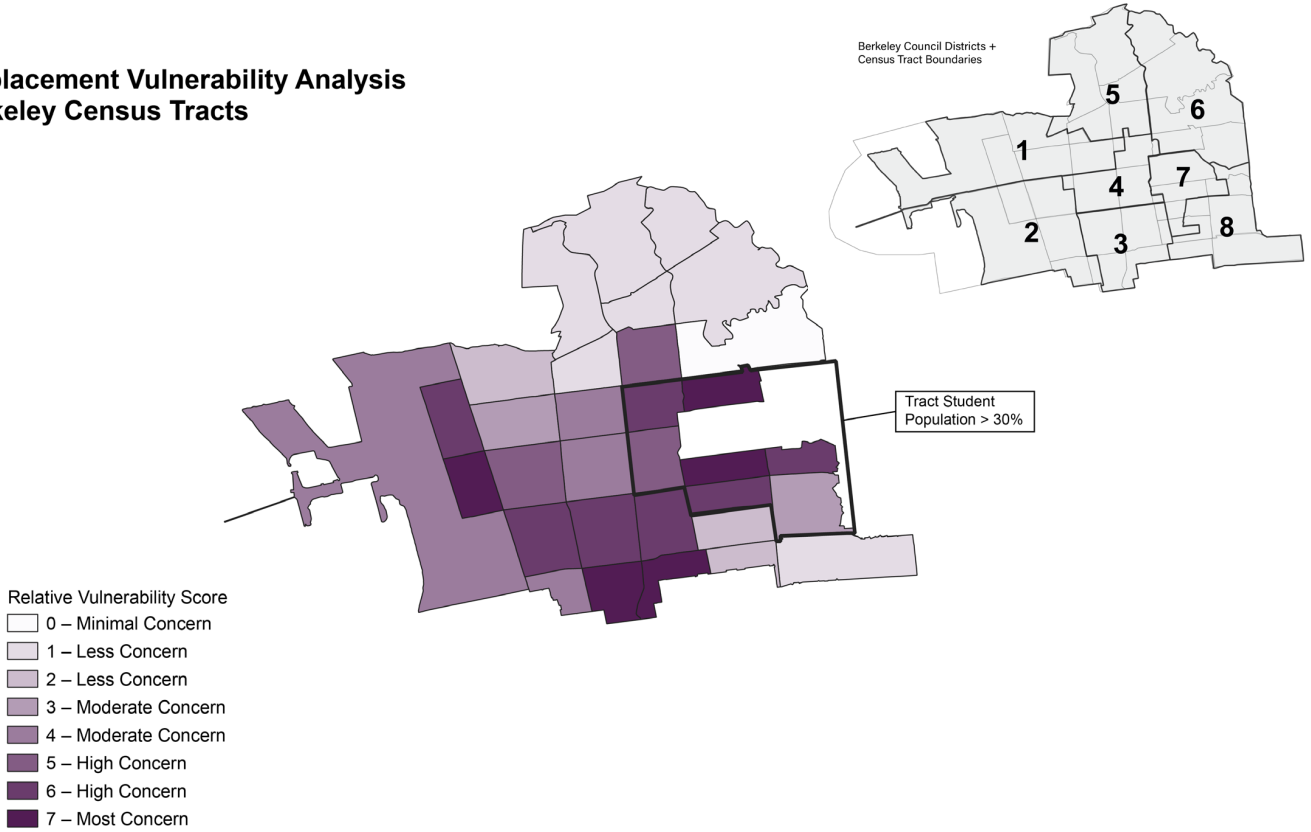 placement Vulnerability Analysis
keley Census Tracts
Berkeley Council Districts +
Census Tract Boundaries
5
6
1
7
4
2
3
8
Tract Student
Population > 30%
Relative Vulnerability Score
0 – Minimal Concern
1 – Less Concern
2 – Less Concern
3 – Moderate Concern
4 – Moderate Concern
5 – High Concern
6 – High Concern
7 – Most Concern